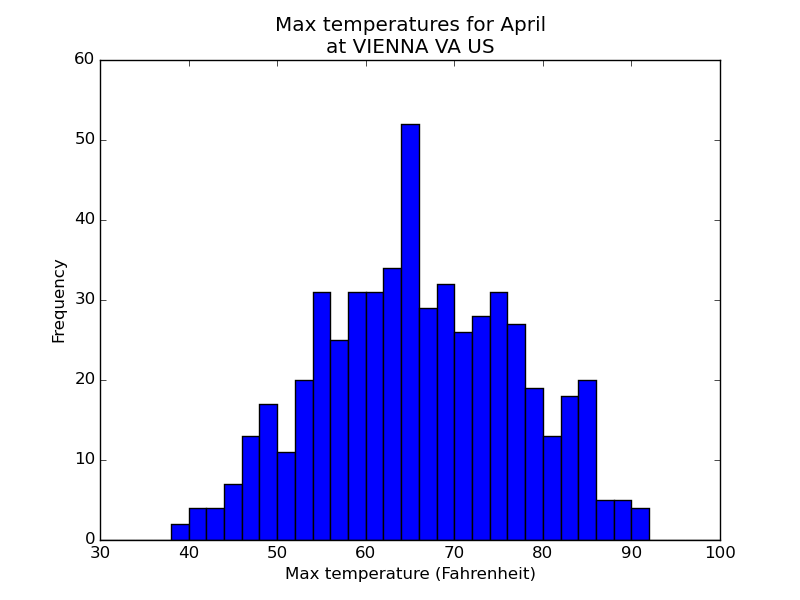 Max temperatures for April
at VIENNA VA US
60
50
40
30
20
10
0
Frequency
30 40 50 60 70 80 90 100
Max temperature (Fahrenheit)